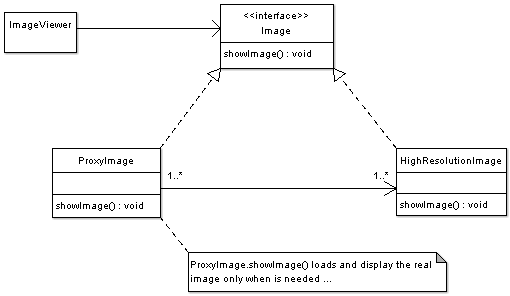 ImageViewer
<<interface>>
Image
showImage() : void
ProxyImage
showImage() : void
1..*
1..*
HighResolutionImage
showImage() : void
ProxyImage.showImage() loads and display the real
image only when is needed ...